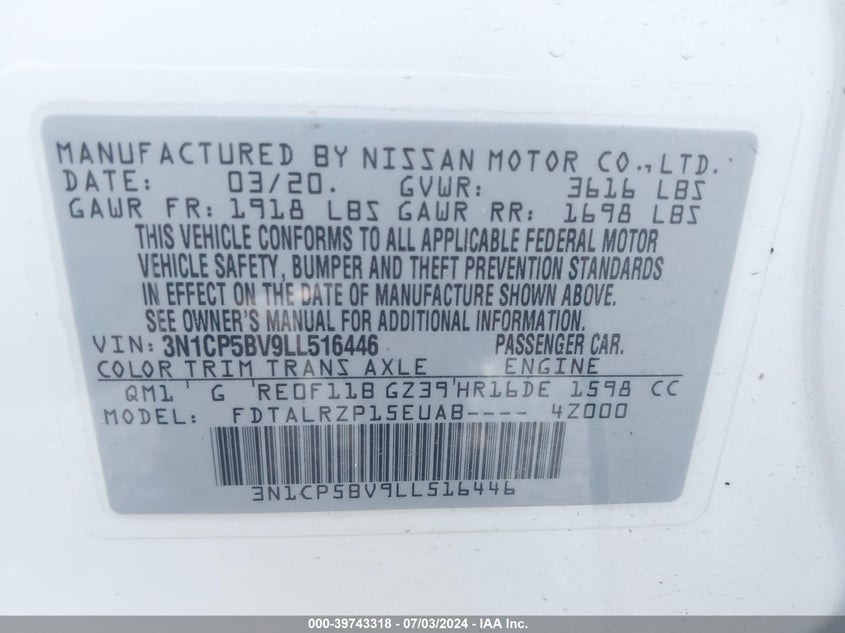 MANUFACTURED BY NISSAN MOTOR CO.,LTD.
DATE: 03/20. GVWR: 3616 LBS
GAWR FR: 1918 LBS GAWR RR: 1698 LBS
THIS VEHICLE CONFORMS TO ALL APPLICABLE FEDERAL MOTOR
VEHICLE SAFETY, BUMPER AND THEFT PREVENTION STANDARDS
IN EFFECT ON THE DATE OF MANUFACTURE SHOWN ABOVE.
SEE OWNER'S MANUAL FOR ADDITIONAL INFORMATION.
VIN: 3N1CP5BV9LL516446 PASSENGER CAR.
COLOR TRIM TRANS AXLE ENGINE
QM1 ' G ' RE0F11B GZ39'HR16DE 1598 CC
MODEL: FDTALRZP15EUAB---- 4Z000
3N1CP5BV9LL516446
000-39743318 - 07/03/2024 - IAA Inc.